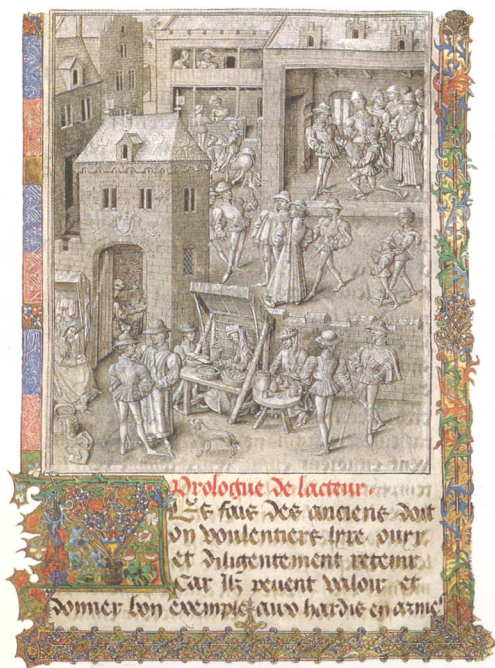 Prologue de lacteur.
Es fais des anciens doit
on voulentiers lyre ouyr
et diligentement retenir
Car ilz peuent valoir et
donner bon exemple aux hardis en armes